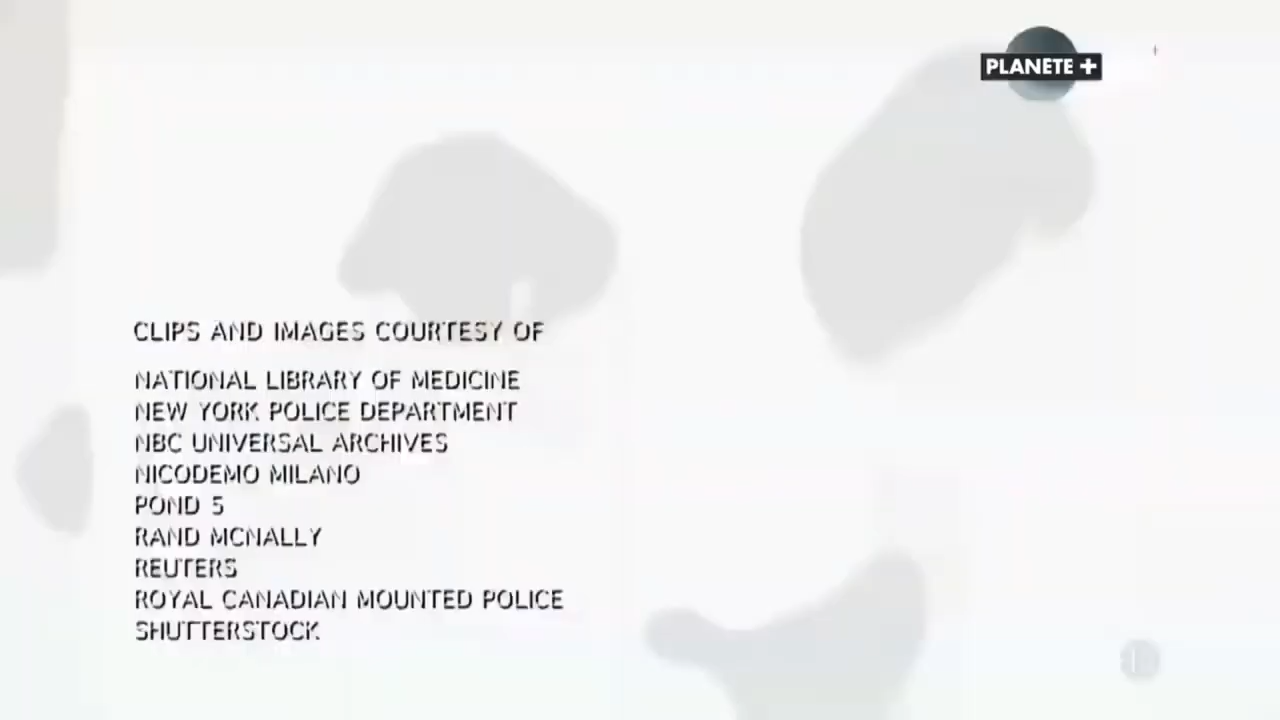 PLANETE +
CLIPS AND IMAGES COURTESY OF
NATIONAL LIBRARY OF MEDICINE
NEW YORK POLICE DEPARTMENT
NBC UNIVERSAL ARCHIVES
NICODEMO MILANO
POND 5
RAND MCNALLY
REUTERS
ROYAL CANADIAN MOUNTED POLICE
SHUTTERSTOCK